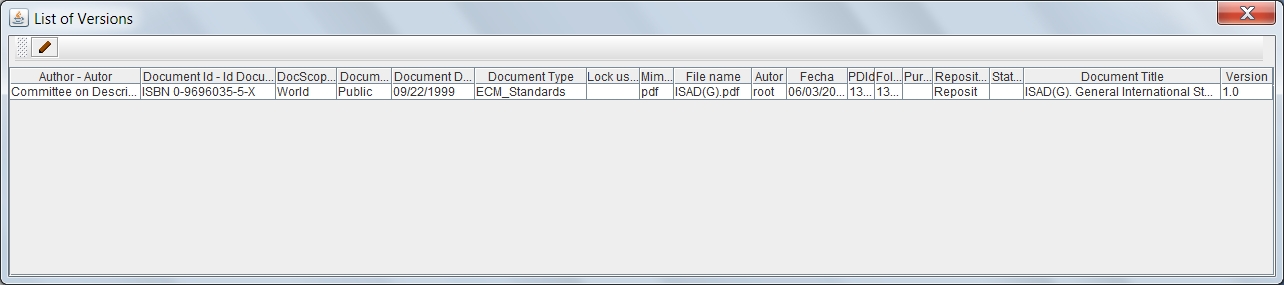 List of Versions
Author - Autor Document Id - Id Docu... DocScop... Docum... Document D... Document Type Lock us... Mim... File name Autor Fecha PDId Fol... Pur... Reposit... Stat... Document Title Version
Committee on Descri... ISBN 0-9696035-5-X World Public 09/22/1999 ECM_Standards pdf ISAD(G).pdf root 06/03/20... 13... 13... Reposit ISAD(G). General International St... 1.0